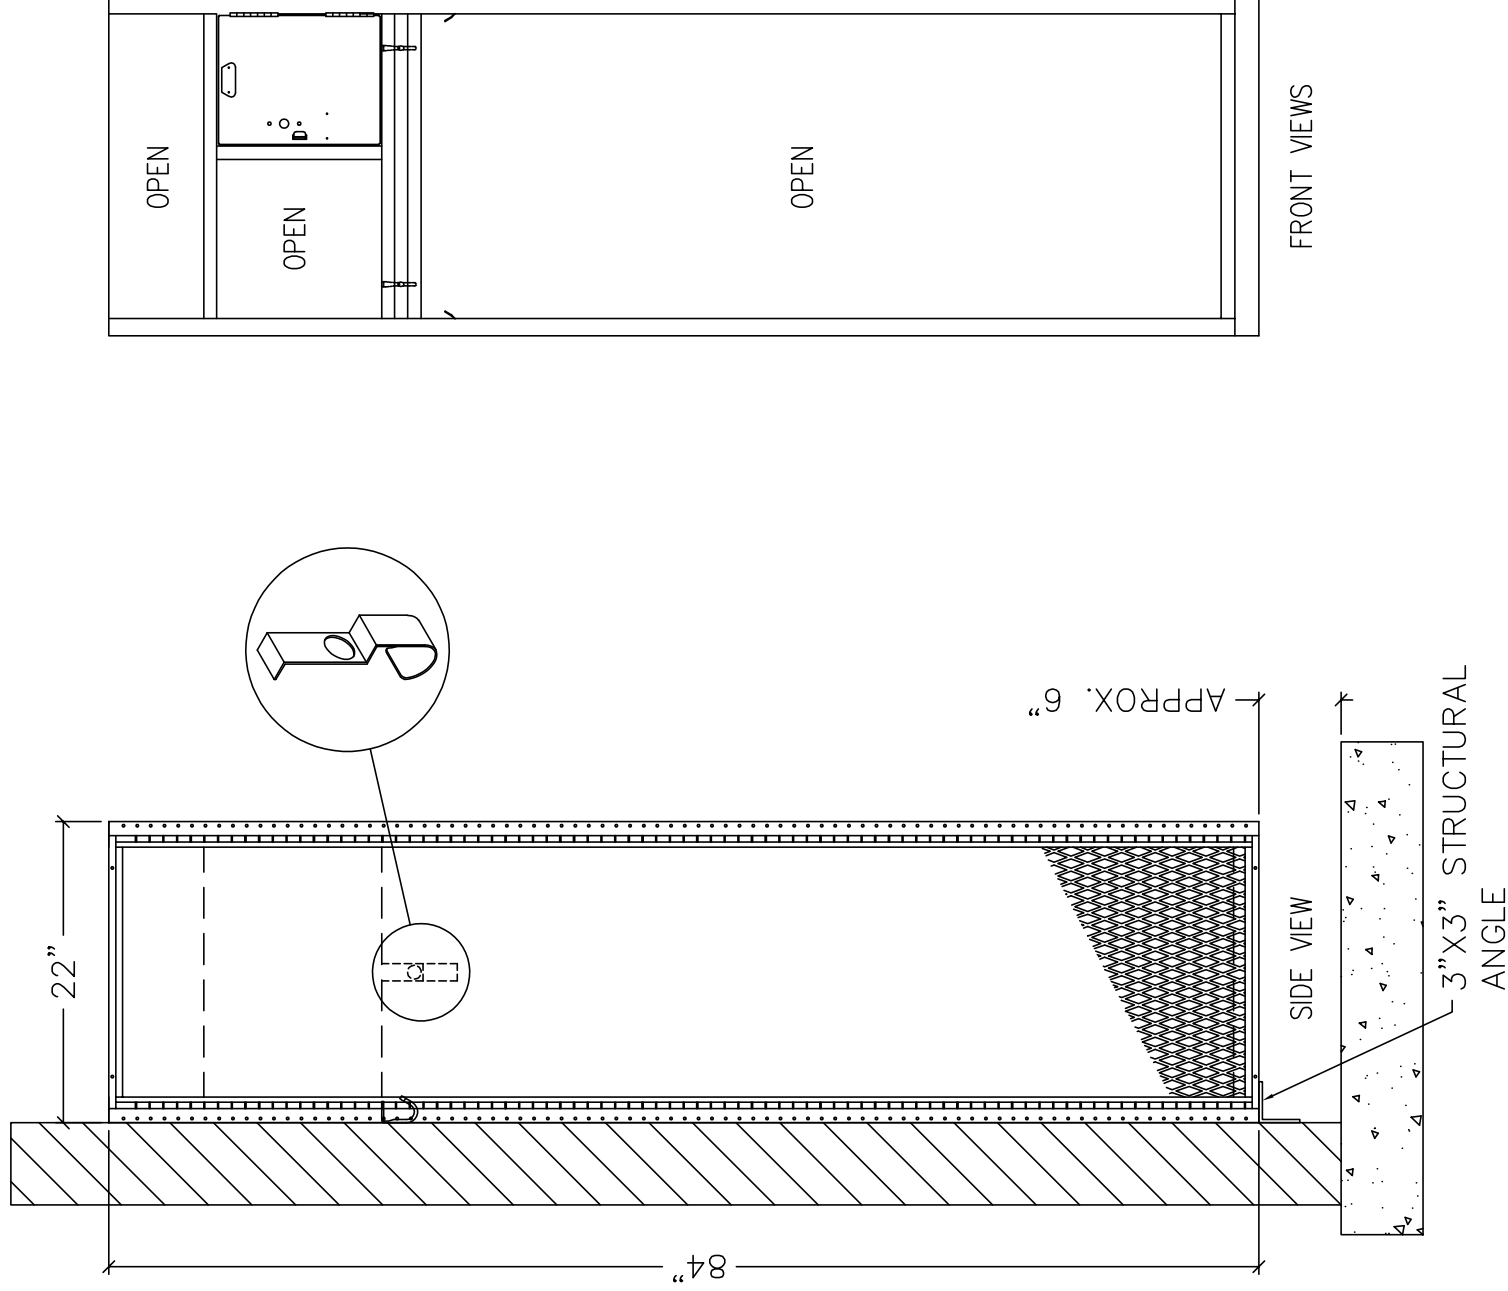 OPEN
OPEN
OPEN
FRONT VIEWS
22”
APPROX. 6”
84”
SIDE VIEW
3”X3” STRUCTURAL
ANGLE